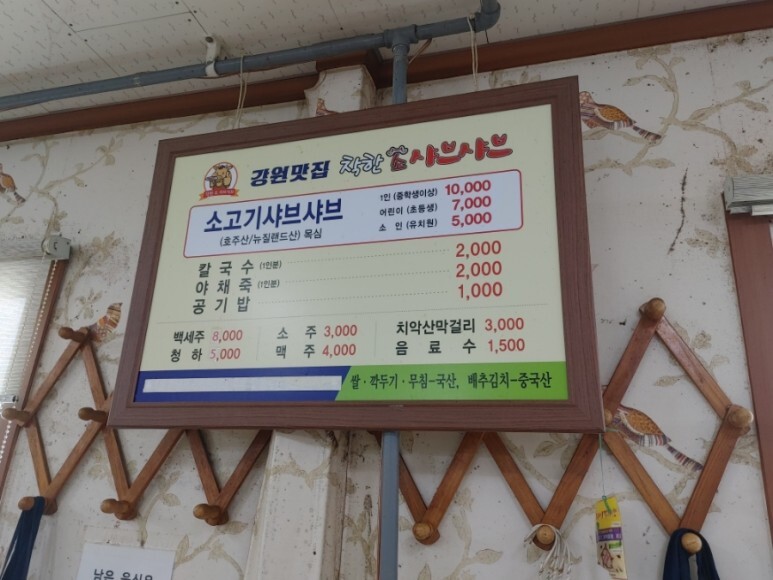 강원맛집 착한 소 샤브샤브
소고기샤브샤브
(호주산/뉴질랜드산) 목심
1인 (중학생이상) 10,000
어린이 (초등생) 7,000
소 인 (유치원) 5,000
칼국수 (1인분) 2,000
야채죽 (1인분) 2,000
공기밥 1,000
백세주 8,000 소 주 3,000 치악산막걸리 3,000
청하 5,000 맥 주 4,000 음 료 수 1,500
쌀·깍두기·무침-국산, 배추김치-중국산
남은 음식은